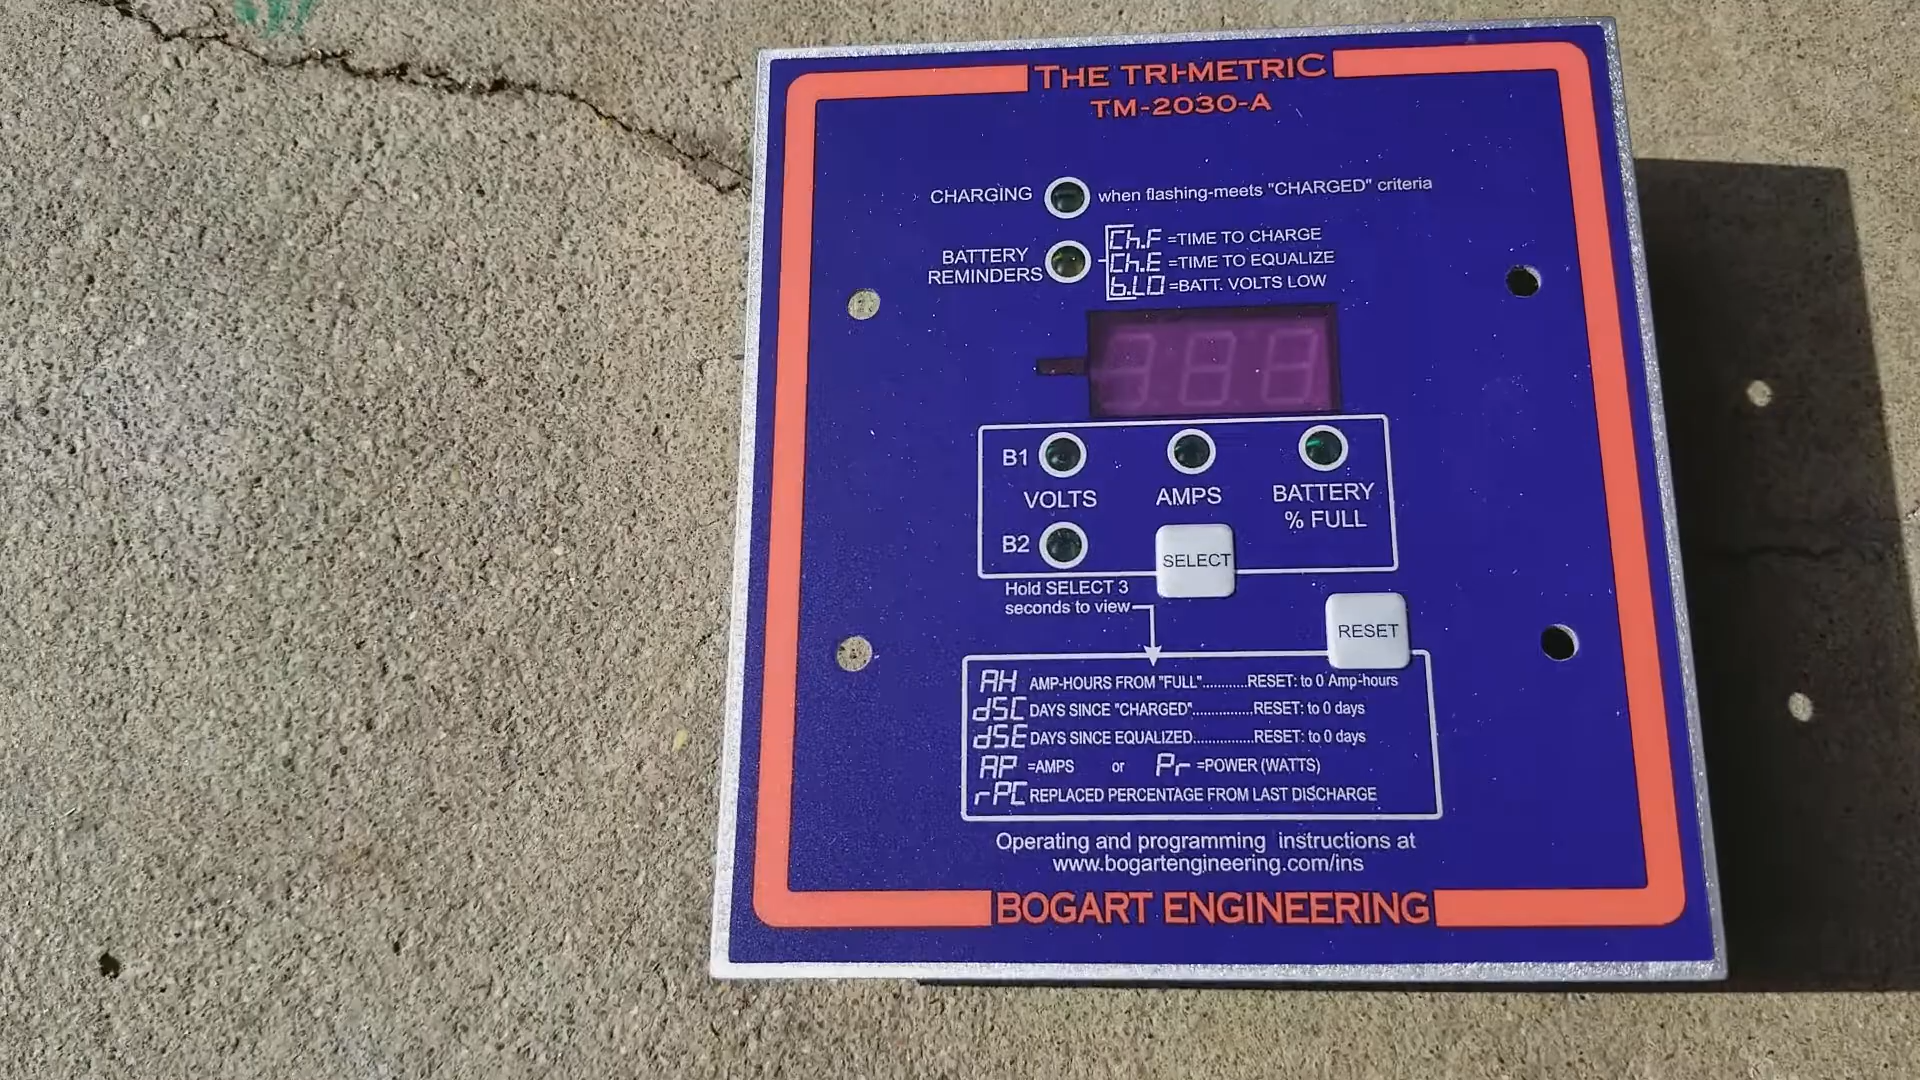 THE TRI-METRIC
TM-2030-A
CHARGING when flashing-meets "CHARGED" criteria
BATTERY REMINDERS
Ch.F =TIME TO CHARGE
Ch.E =TIME TO EQUALIZE
b.LO =BATT. VOLTS LOW
B1
VOLTS AMPS BATTERY
% FULL
B2
SELECT
Hold SELECT 3
seconds to view
RESET
AH AMP-HOURS FROM "FULL"............RESET: to 0 Amp-hours
dSC DAYS SINCE "CHARGED"................RESET: to 0 days
dSE DAYS SINCE EQUALIZED................RESET: to 0 days
AP =AMPS or Pr =POWER (WATTS)
rPC REPLACED PERCENTAGE FROM LAST DISCHARGE
Operating and programming instructions at
www.bogartengineering.com/ins
BOGART ENGINEERING